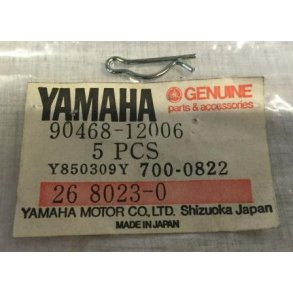 YAMAHA GENUINE
parts & accessories
90468-12006
5 PCS
Y850309Y 700-0822
26 8023-0
YAMAHA MOTOR CO., LTD. Shizuoka Japan
MADE IN JAPAN